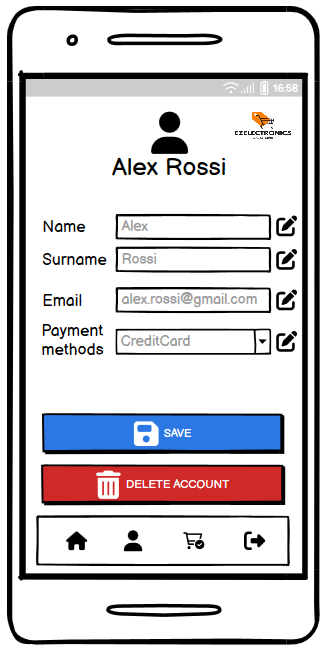 16:58
EZELECTRONICS
Alex Rossi
Name Alex
Surname Rossi
Email alex.rossi@gmail.com
Payment methods CreditCard
SAVE
DELETE ACCOUNT